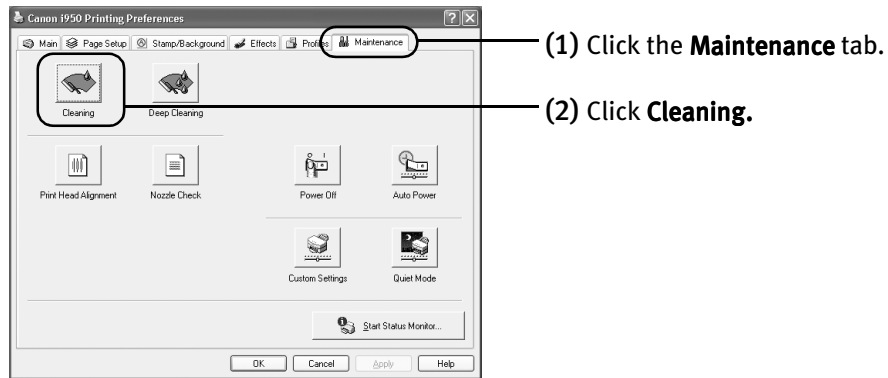 Canon i950 Printing Preferences
Main Page Setup Stamp/Background Effects Profiles Maintenance
(1) Click the Maintenance tab.
Cleaning Deep Cleaning
(2) Click Cleaning.
Print Head Alignment Nozzle Check Power Off Auto Power
Custom Settings Quiet Mode
Start Status Monitor...
OK Cancel Apply Help